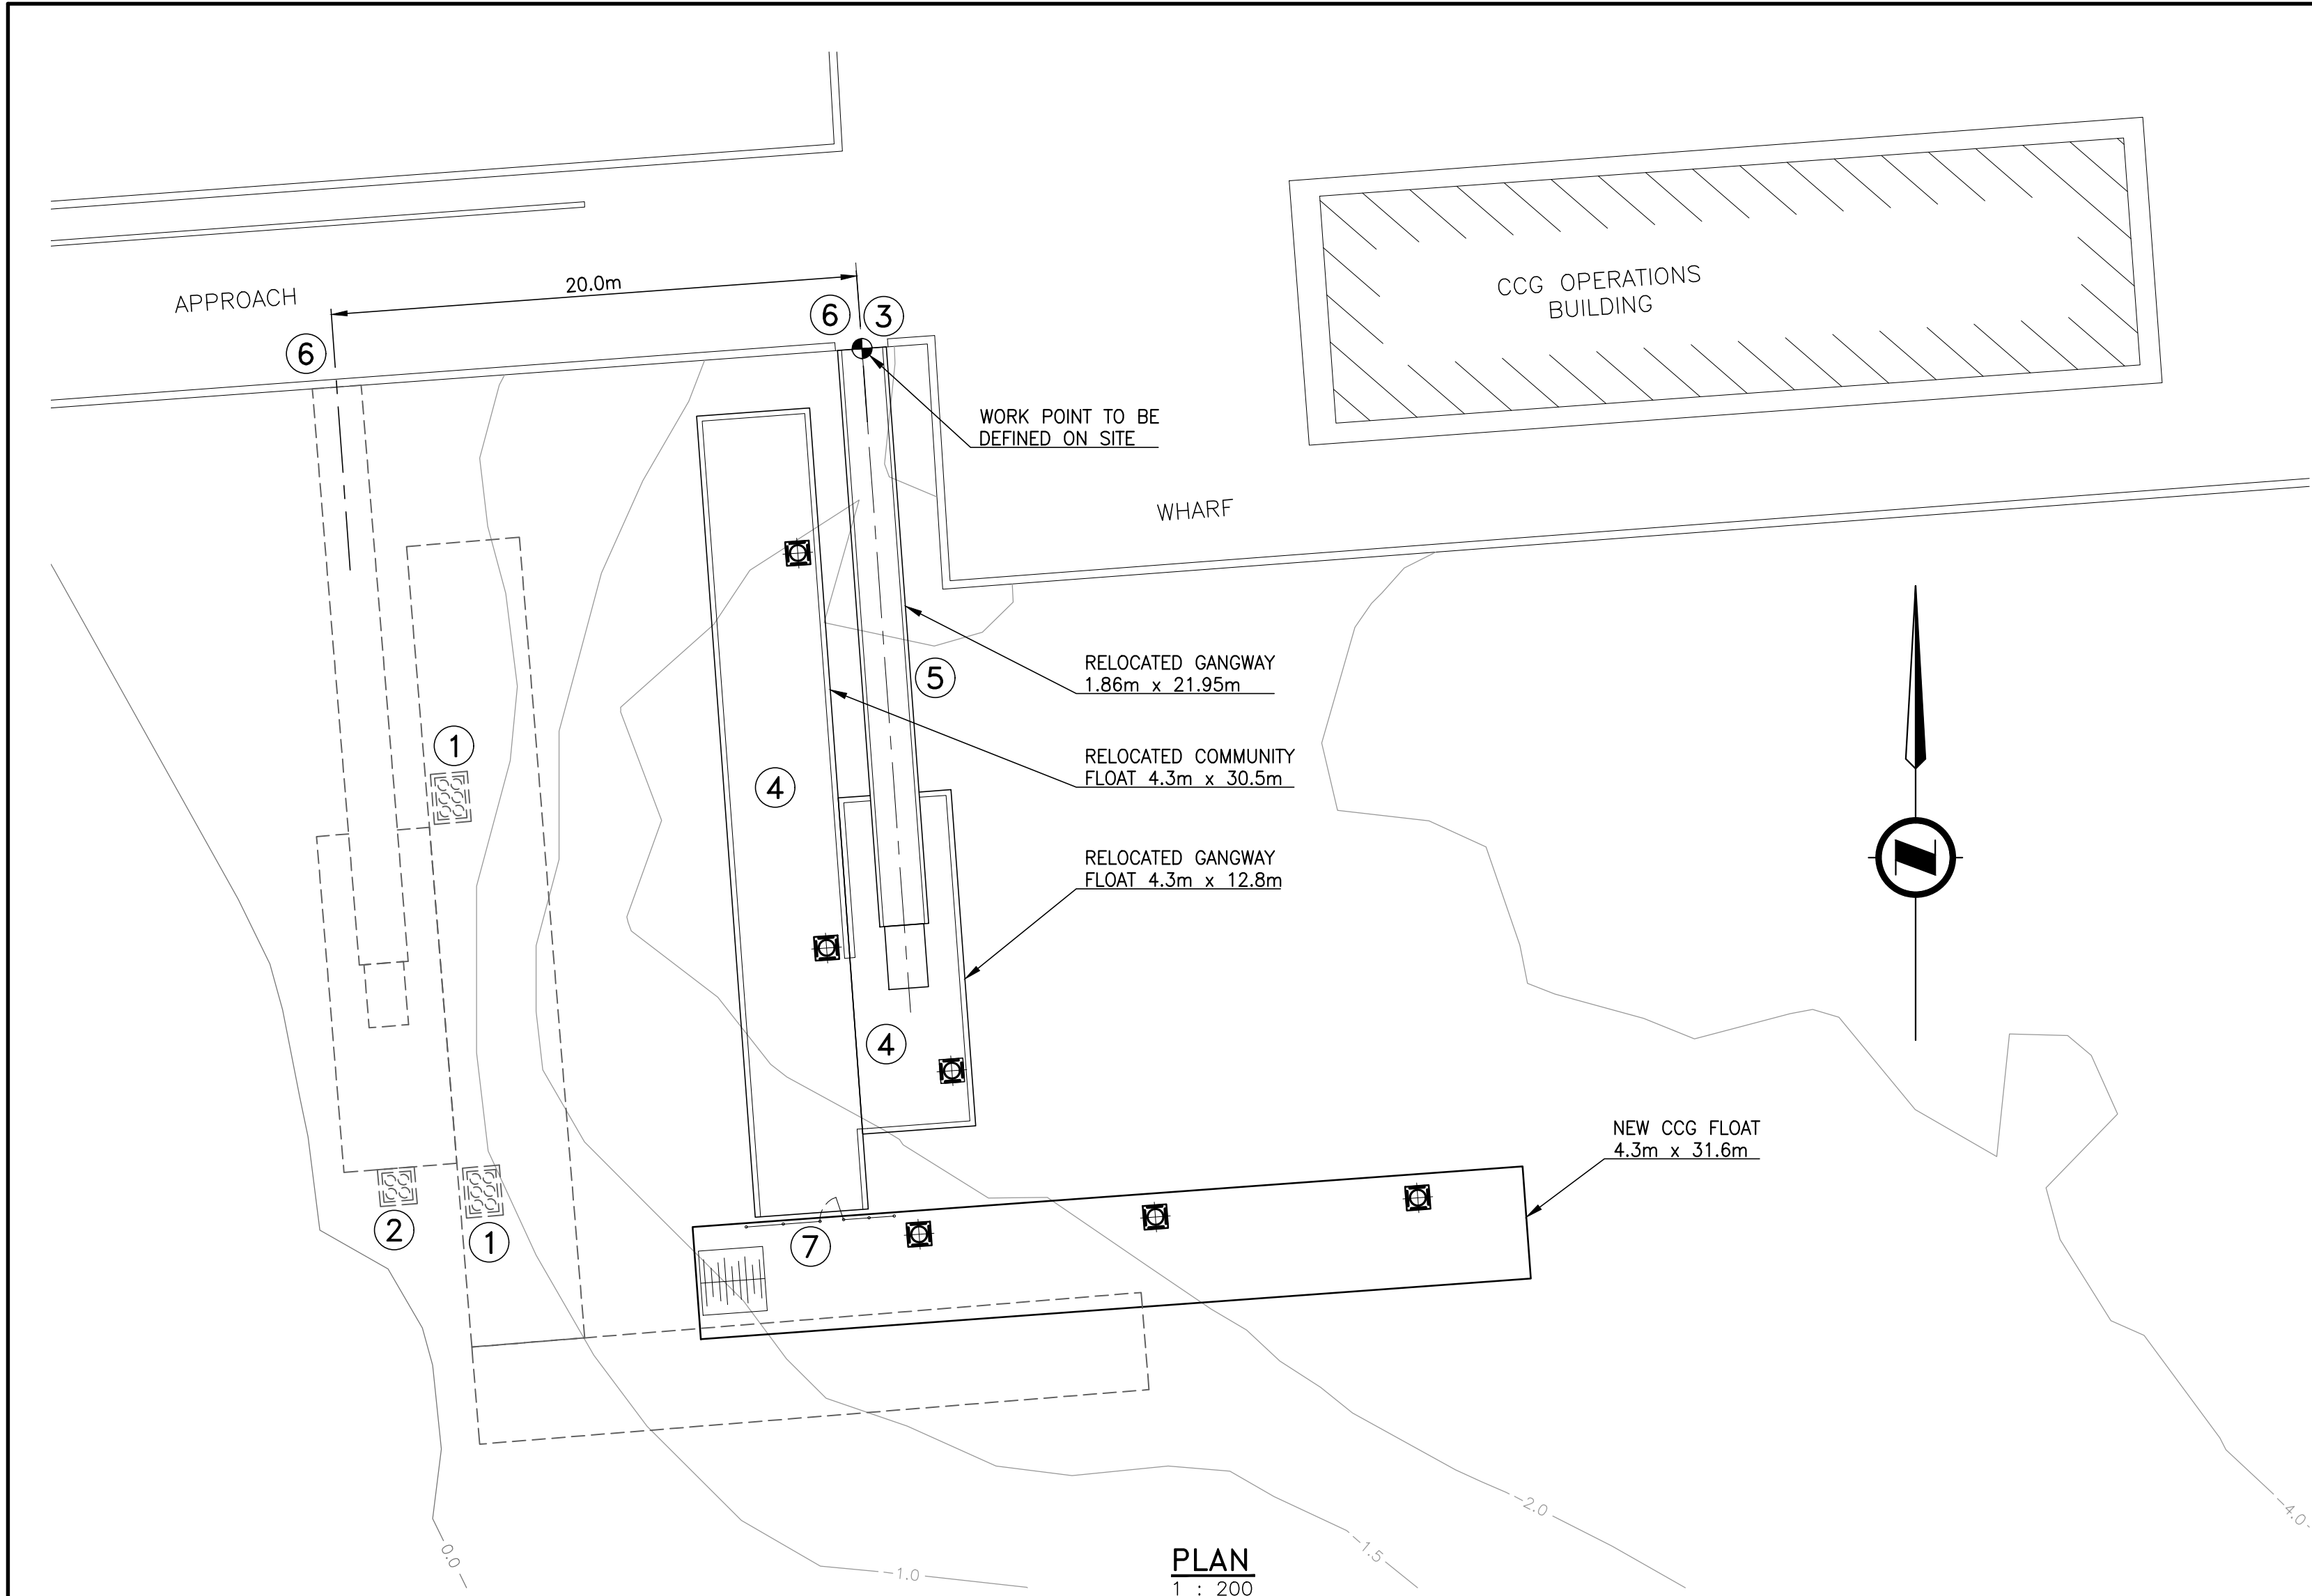 20.0m
APPROACH
CCG OPERATIONS
BUILDING
6
3
6
WORK POINT TO BE
DEFINED ON SITE
WHARF
RELOCATED GANGWAY
1.86m x 21.95m
5
1
4
RELOCATED COMMUNITY
FLOAT 4.3m x 30.5m
RELOCATED GANGWAY
FLOAT 4.3m x 12.8m
4
NEW CCG FLOAT
4.3m x 31.6m
2
1
7
-2.0
-4.0
0.0
-1.5
-1.0
PLAN
1 : 200